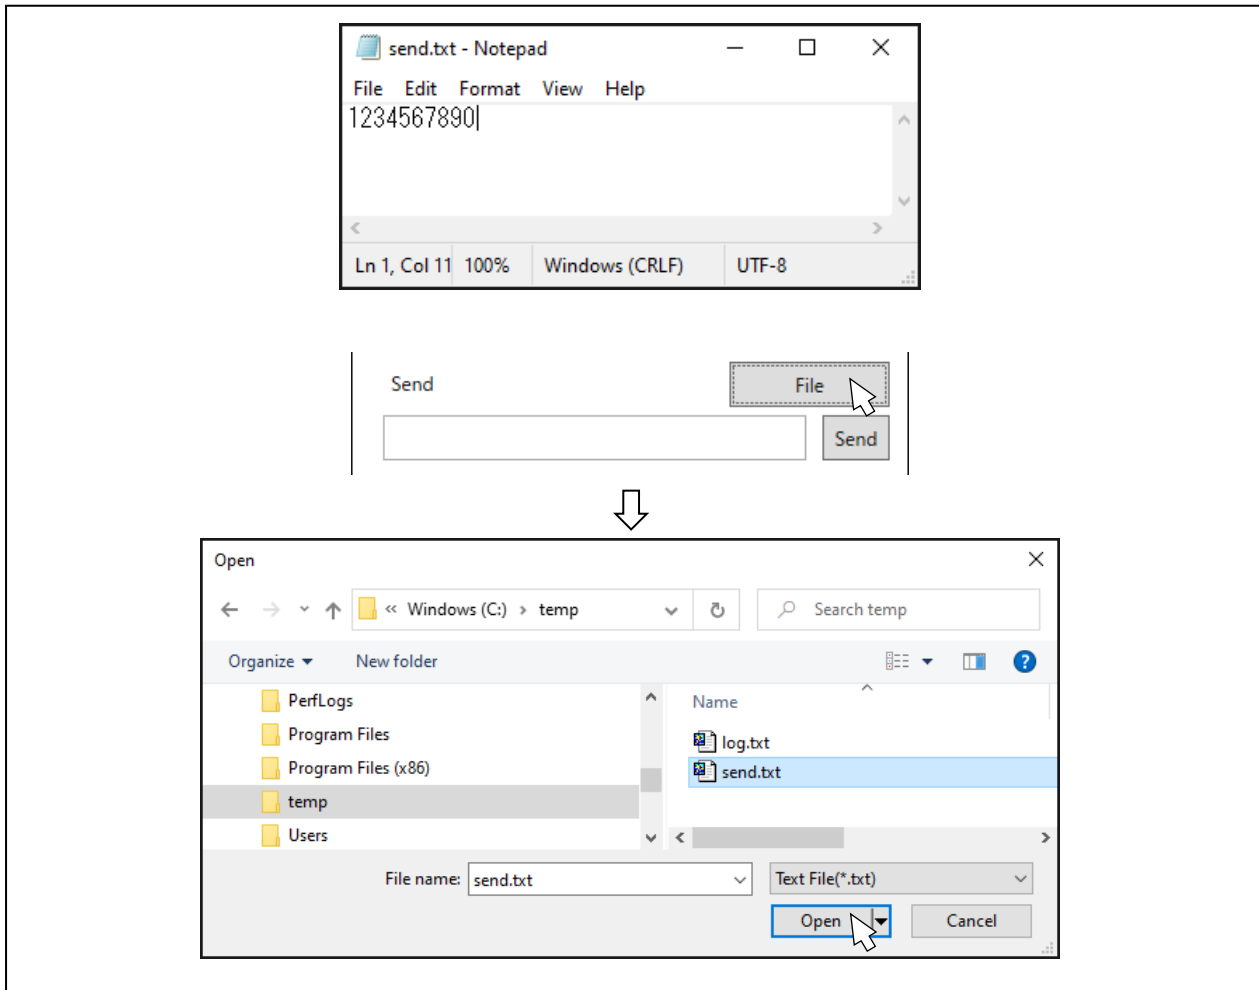 send.txt - Notepad
File Edit Format View Help
1234567890
Ln 1, Col 11 100% Windows (CRLF) UTF-8
Send File
Send
Open
« Windows (C:) › temp Search temp
Organize New folder
PerfLogs
Program Files
Program Files (x86)
temp
Users
Name
log.txt
send.txt
File name: send.txt Text File(*.txt)
Open Cancel